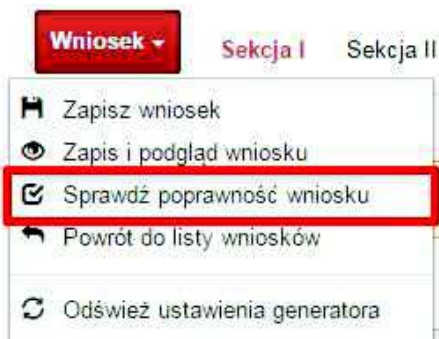 Wniosek Sekcja I Sekcja II
Zapisz wniosek
Zapis i podgląd wniosku
Sprawdź poprawność wniosku
Powrót do listy wniosków
Odśwież ustawienia generatora